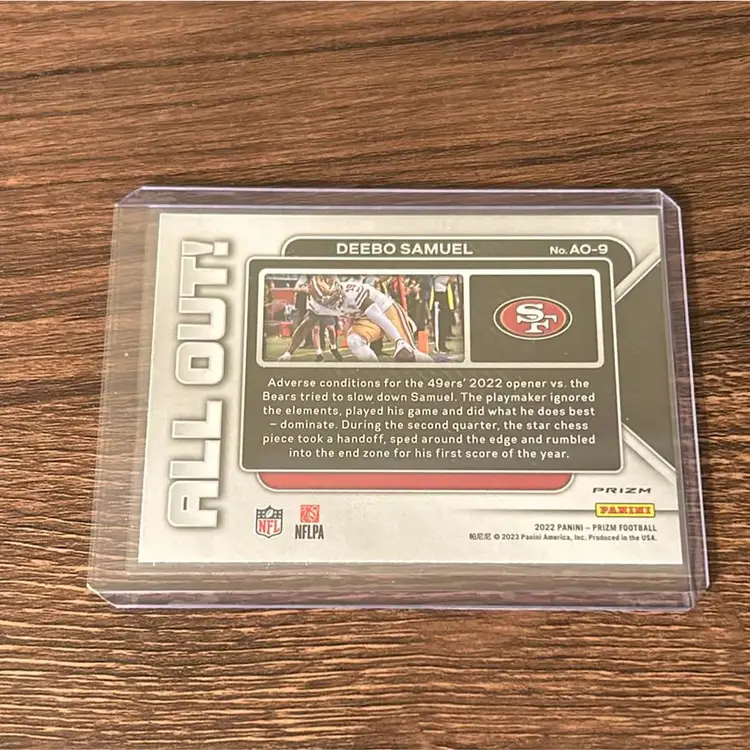 ALL OUT!
DEEBO SAMUEL
No. AO-9
SF
Adverse conditions for the 49ers' 2022 opener vs. the
Bears tried to slow down Samuel. The playmaker ignored
the elements, played his game and did what he does best
– dominate. During the second quarter, the star chess
piece took a handoff, sped around the edge and rumbled
into the end zone for his first score of the year.
PRIZM
PANINI
NFL
NFLPA
2022 PANINI – PRIZM FOOTBALL
帕尼尼 © 2023 Panini America, Inc. Produced in the USA.